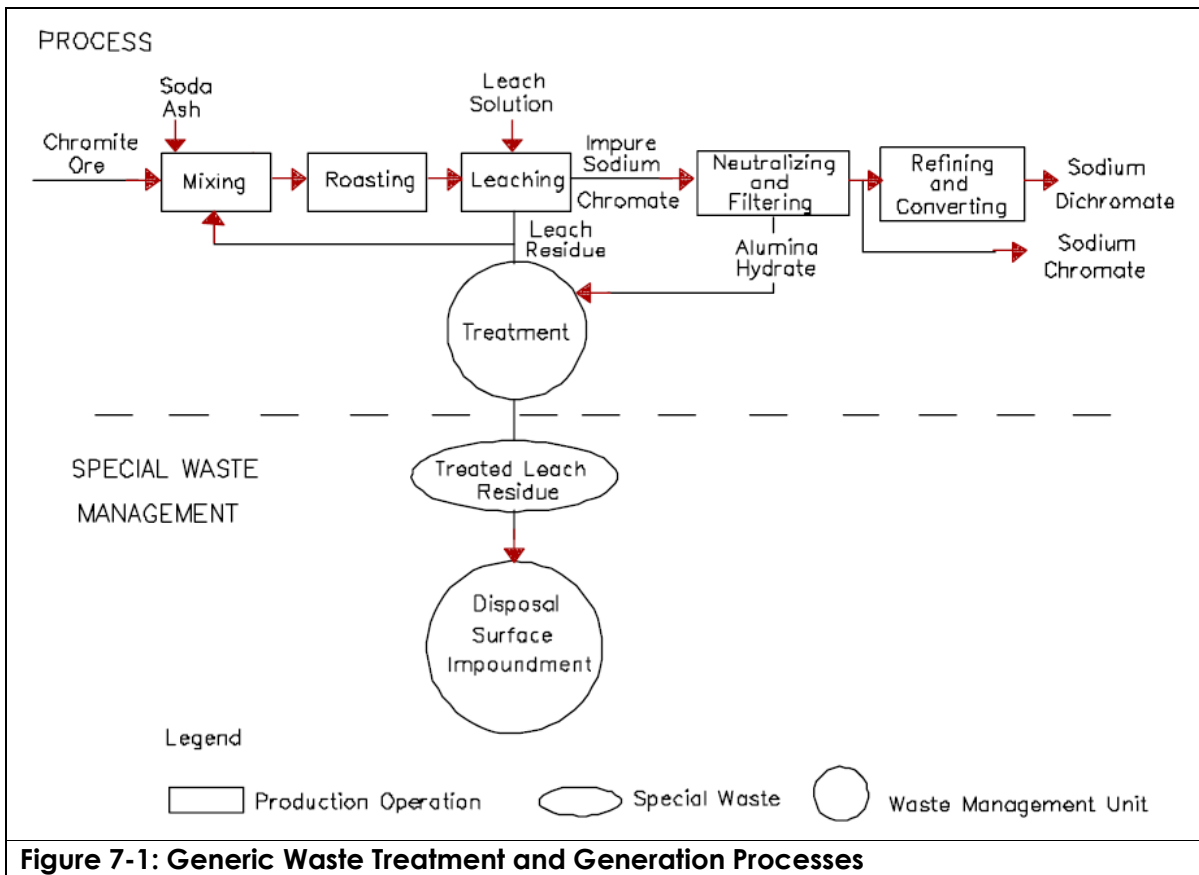 PROCESS
Soda
Ash
Leach
Solution
Chromite
Ore
Mixing
Roasting
Leaching
Impure
Sodium
Chromate
Neutralizing
and
Filtering
Refining
and
Converting
Sodium
Dichromate
Leach
Residue
Alumina
Hydrate
Sodium
Chromate
Treatment
SPECIAL WASTE
MANAGEMENT
Treated Leach
Residue
Disposal
Surface
Impoundment
Legend
Production Operation
Special Waste
Waste Management Unit
Figure 7-1: Generic Waste Treatment and Generation Processes